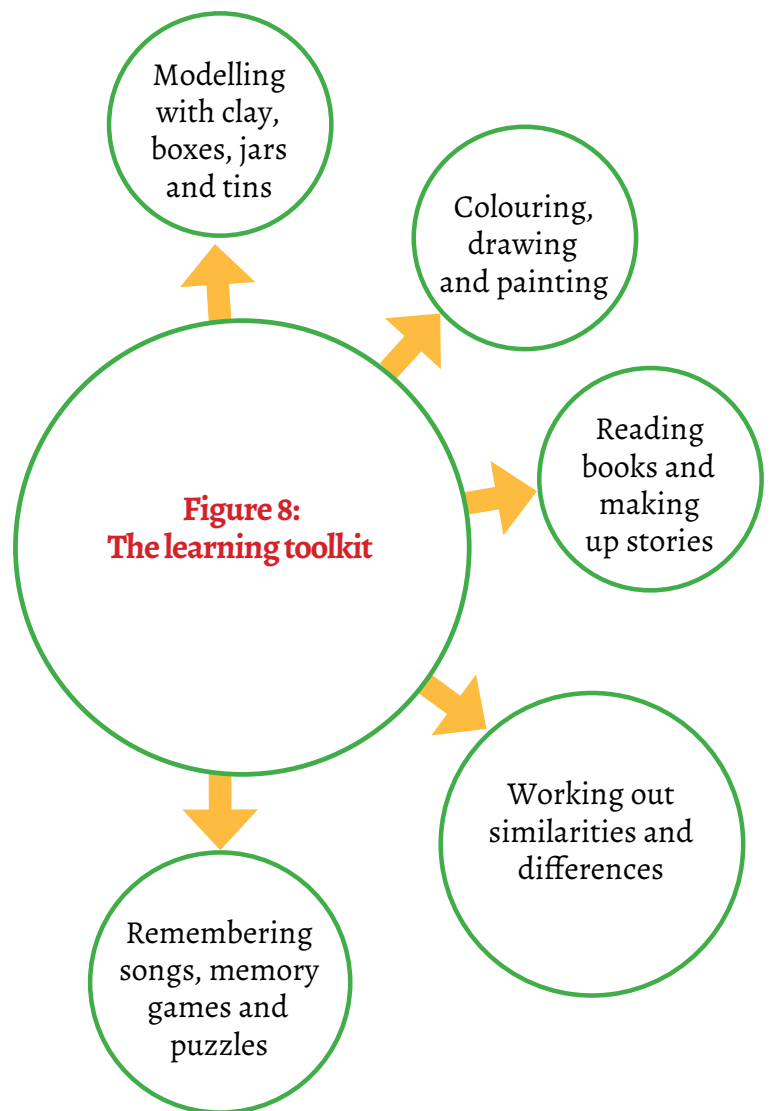 Modelling
with clay,
boxes, jars
and tins
Colouring,
drawing
and painting
Reading
books and
making
up stories
Figure 8:
The learning toolkit
Working out
similarities and
differences
Remembering
songs, memory
games and
puzzles